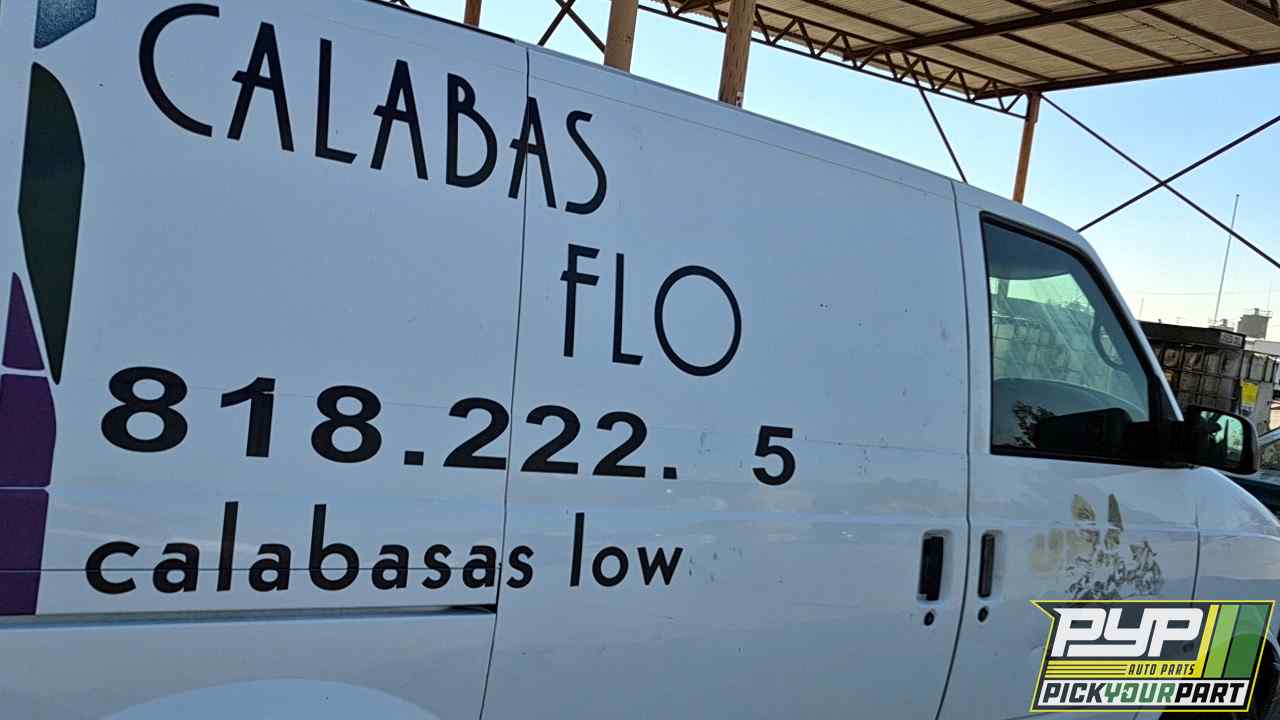 CALABAS
FLO
818.222. 5
calabasas low
PYP
AUTO PARTS
PICKYOURPART